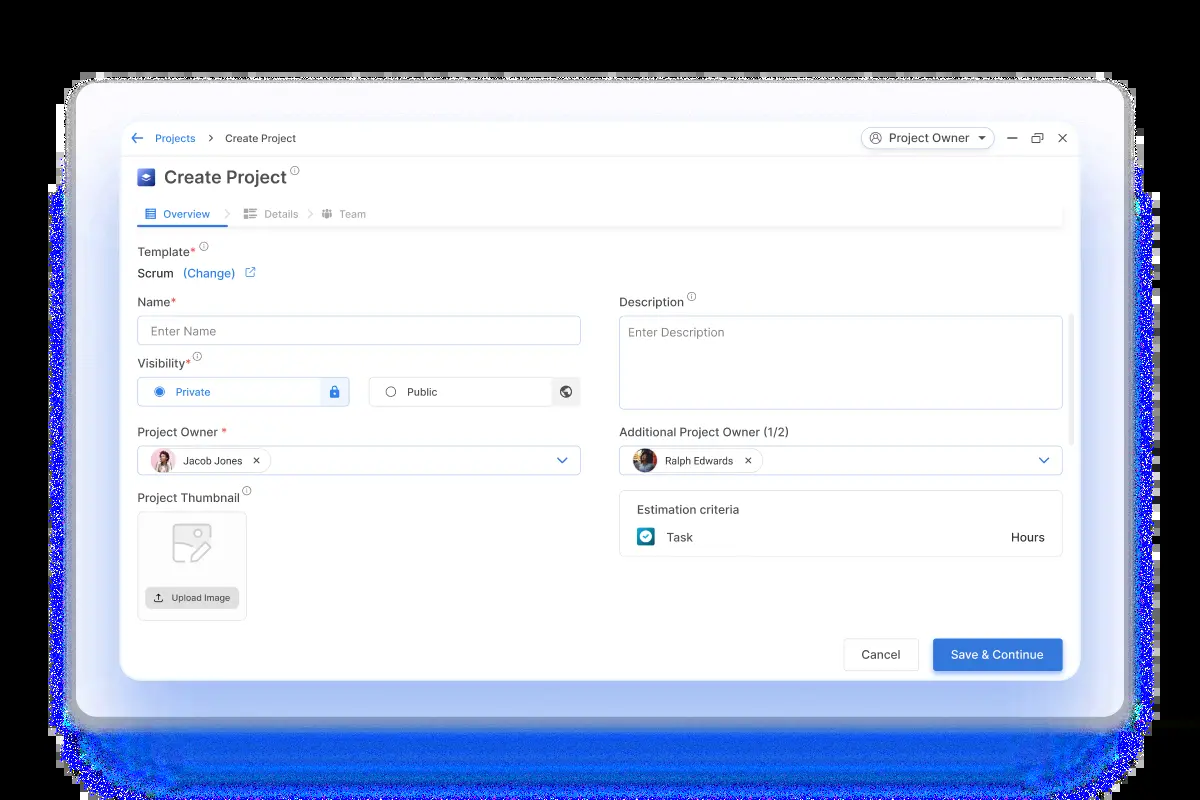 Projects > Create Project
Project Owner
Create Project
Overview > Details > Team
Template*
Scrum (Change)
Name*
Enter Name
Description
Enter Description
Visibility*
Private
Public
Project Owner *
Jacob Jones
Additional Project Owner (1/2)
Ralph Edwards
Project Thumbnail
Upload Image
Estimation criteria
Task Hours
Cancel
Save & Continue